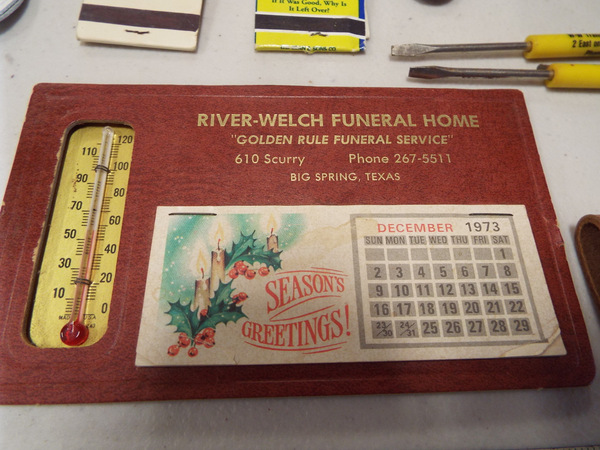 It Was Good, Why Is
It Left Over!
2 East
RIVER-WELCH FUNERAL HOME
"GOLDEN RULE FUNERAL SERVICE"
610 Scurry Phone 267-5511
BIG SPRING, TEXAS
120
110
100
90
80
70
60
50
40
30
20
10
0
SEASON'S
GREETINGS!
DECEMBER 1973
SUN MON TUE WED THU FRI SAT
1
2 3 4 5 6 7 8
9 10 11 12 13 14 15
16 17 18 19 20 21 22
23/30 24/31 25 26 27 28 29